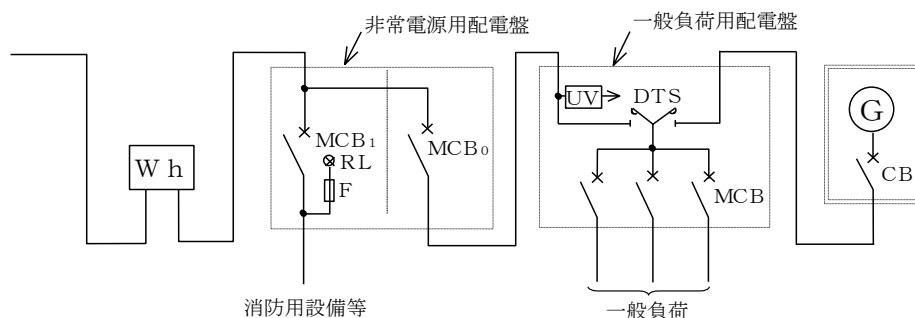 非常電源用配電盤
一般負荷用配電盤
UV
DTS
G
MCB₁
RL
F
MCB₀
Wh
MCB
CB
消防用設備等
一般負荷